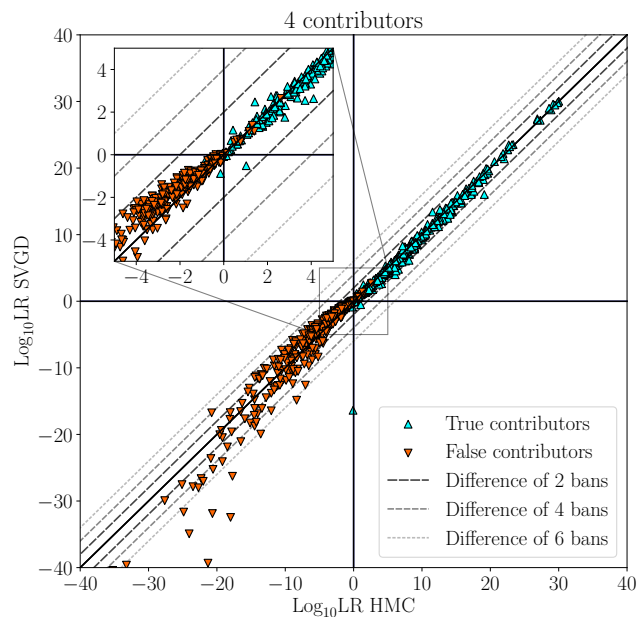 4 contributors
40
30
20
10
0
−10
−20
−30
−40
Log₁₀LR SVGD
4
2
0
−2
−4
−4 −2 0 2 4
True contributors
False contributors
Difference of 2 bans
Difference of 4 bans
Difference of 6 bans
−40 −30 −20 −10 0 10 20 30 40
Log₁₀LR HMC